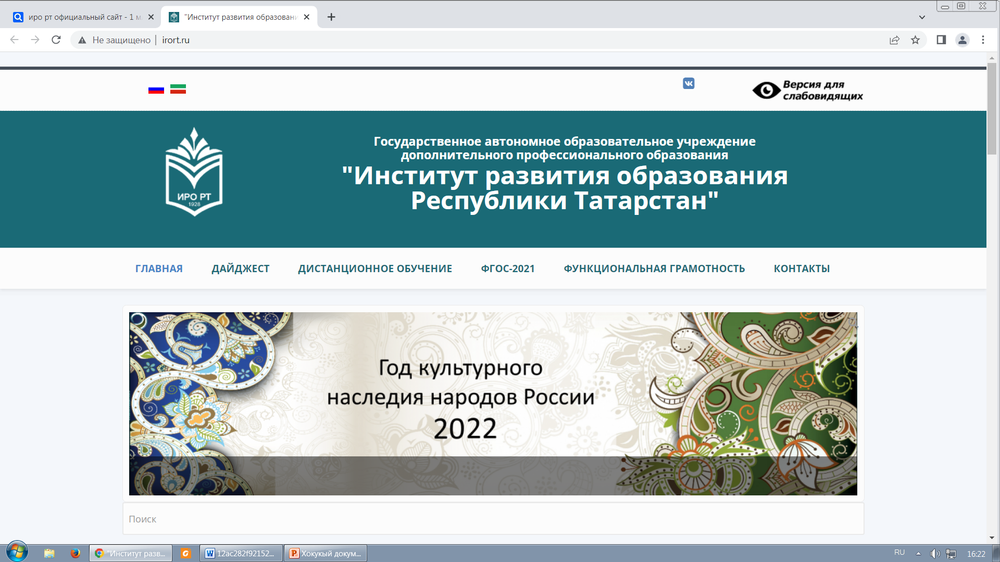 иро рт официальный сайт - 1 м
"Институт развития образовани
Не защищено
irort.ru
Версия для
слабовидящих
ИРО РТ
1928
Государственное автономное образовательное учреждение
дополнительного профессионального образования
"Институт развития образования
Республики Татарстан"
ГЛАВНАЯ ДАЙДЖЕСТ ДИСТАНЦИОННОЕ ОБУЧЕНИЕ ФГОС-2021 ФУНКЦИОНАЛЬНАЯ ГРАМОТНОСТЬ КОНТАКТЫ
Год культурного
наследия народов России
2022
Поиск
"Институт разв...
12ac282f92152...
Хокукый докум...
RU
16:22